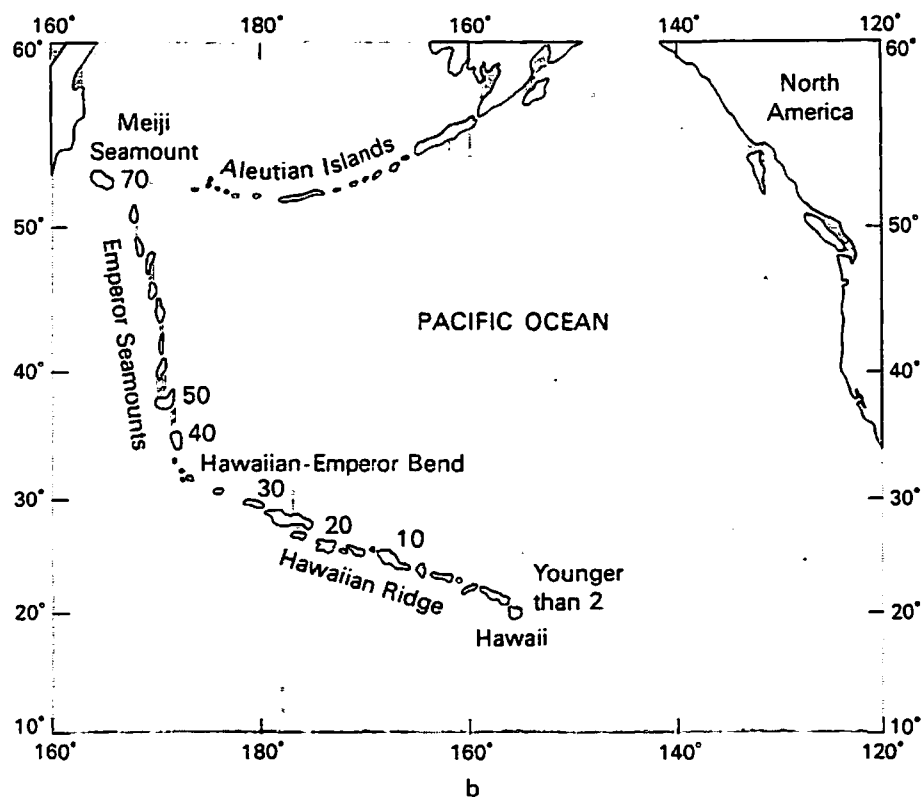 160° 180° 160° 140° 120°
60° 60°
North
America
Meiji
Seamount
70
Aleutian Islands
50° 50°
Emperor Seamounts
PACIFIC OCEAN
40° 40°
50
40
Hawaiian-Emperor Bend
30° 30°
30
20
10
Hawaiian Ridge
Younger
than 2
20° 20°
Hawaii
10° 10°
160° 180° 160° 140° 120°
b